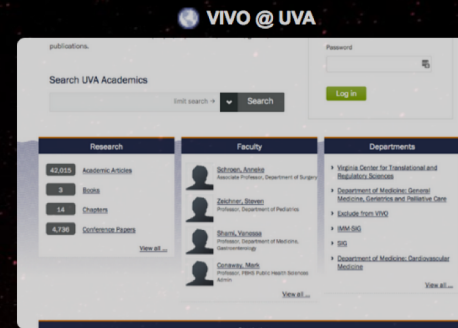 VIVO @ UVA
publications.
Password
Search UVA Academics
limit search →
Search
Log in
Research
42,015 Academic Articles
3 Books
14 Chapters
4,736 Conference Papers
View all ...
Faculty
Schroen, Anneke
Associate Professor, Department of Surgery
Zeichner, Steven
Professor, Department of Pediatrics
Shami, Vanessa
Professor, Department of Medicine,
Gastroenterology
Conaway, Mark
Professor, PBHS Public Health Sciences
Admin
View all ...
Departments
Virginia Center for Translational and
Regulatory Sciences
Department of Medicine: General
Medicine, Geriatrics and Palliative Care
Exclude from VIVO
IMM-SIG
SIG
Department of Medicine: Cardiovascular
Medicine
View all ...